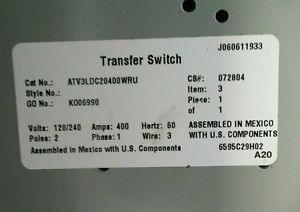 Transfer Switch
J060611933
Cat No.: ATV3LDC20400WRU
CS#: 072804
Style No.:
Item: 3
GO No.: KO06990
Piece: 1
of 1
Volts: 120/240 Amps: 400 Hertz: 60
ASSEMBLED IN MEXICO
Poles: 2 Phase: 1 Wire: 3
WITH U.S. COMPONENTS
Assembled in Mexico with U.S. Components
6595C29H02
A20